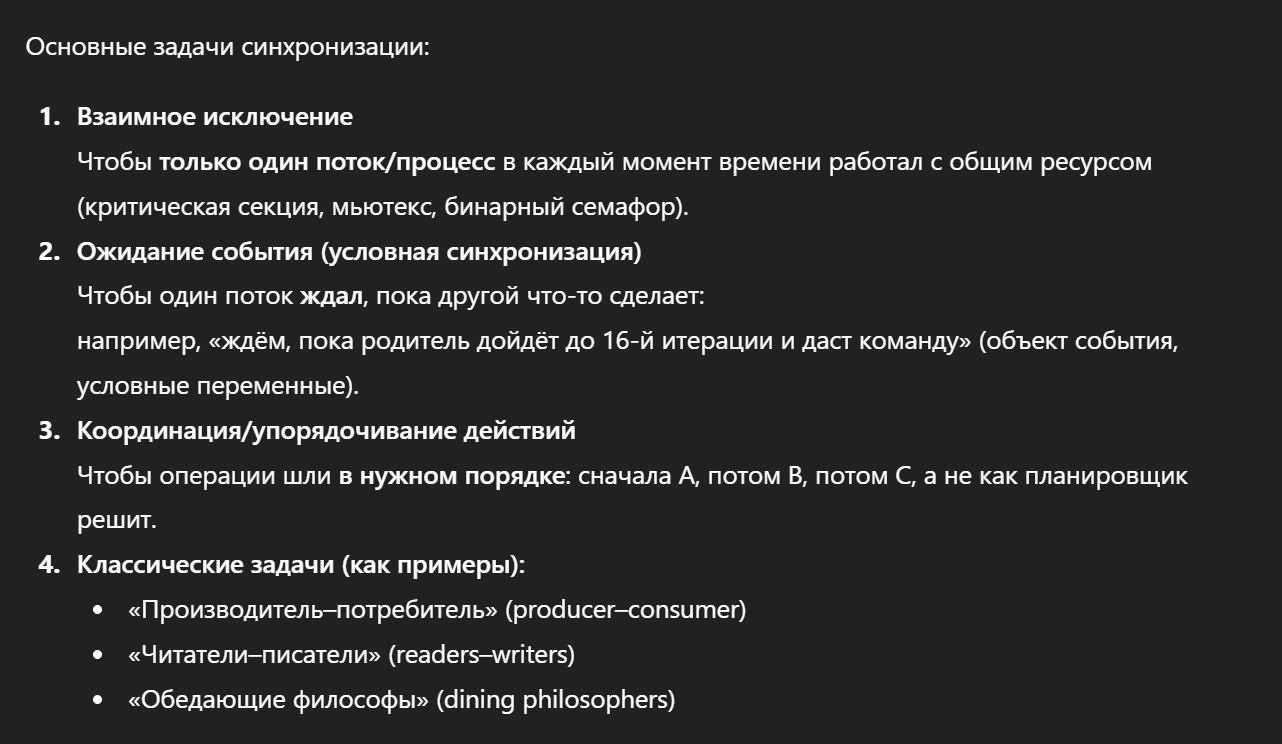 Основные задачи синхронизации:
1. Взаимное исключение
Чтобы только один поток/процесс в каждый момент времени работал с общим ресурсом
(критическая секция, мьютекс, бинарный семафор).
2. Ожидание события (условная синхронизация)
Чтобы один поток ждал, пока другой что-то сделает:
например, «ждём, пока родитель дойдёт до 16-й итерации и даст команду» (объект события,
условные переменные).
3. Координация/упорядочивание действий
Чтобы операции шли в нужном порядке: сначала A, потом B, потом C, а не как планировщик
решит.
4. Классические задачи (как примеры):
• «Производитель–потребитель» (producer–consumer)
• «Читатели–писатели» (readers–writers)
• «Обедающие философы» (dining philosophers)